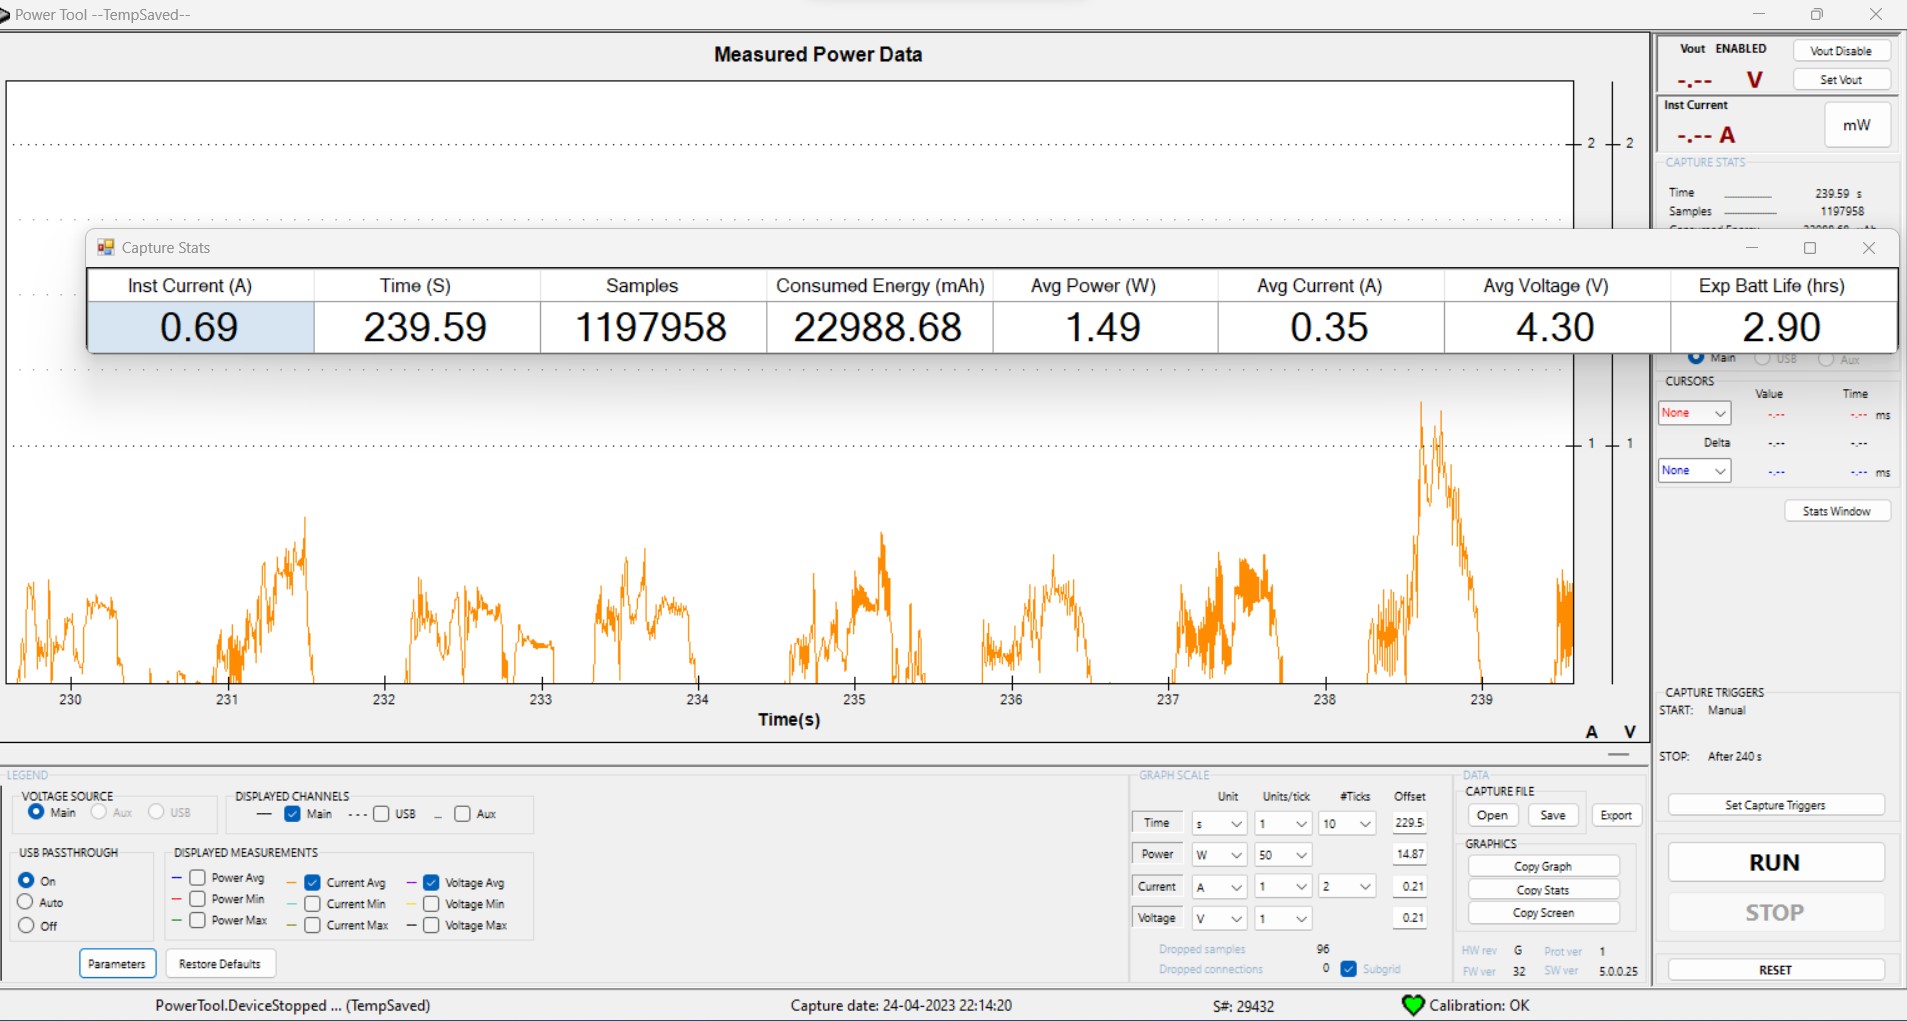 Power Tool --TempSaved--
Measured Power Data
Vout ENABLED
Vout Disable
-.-- V
Set Vout
Inst Current
-.-- A
mW
CAPTURE STATS
Time 239.59 s
Samples 1197958
2 2
Capture Stats
Inst Current (A) Time (S) Samples Consumed Energy (mAh) Avg Power (W) Avg Current (A) Avg Voltage (V) Exp Batt Life (hrs)
0.69 239.59 1197958 22988.68 1.49 0.35 4.30 2.90
Main USB Aux
CURSORS
Value Time
None -.-- -.-- ms
Delta -.-- -.--
None -.-- -.-- ms
1 1
Stats Window
230 231 232 233 234 235 236 237 238 239
Time(s)
A V
CAPTURE TRIGGERS
START: Manual
STOP: After 240 s
Set Capture Triggers
RUN
STOP
RESET
LEGEND
VOLTAGE SOURCE
Main Aux USB
DISPLAYED CHANNELS
Main USB Aux
USB PASSTHROUGH
On
Auto
Off
DISPLAYED MEASUREMENTS
Power Avg Current Avg Voltage Avg
Power Min Current Min Voltage Min
Power Max Current Max Voltage Max
Parameters Restore Defaults
GRAPH SCALE
Unit Units/tick #Ticks Offset
Time s 1 10 229.5
Power W 50 14.87
Current A 1 2 0.21
Voltage V 1 0.21
Dropped samples 96
Dropped connections 0 Subgrid
DATA
CAPTURE FILE
Open Save Export
GRAPHICS
Copy Graph
Copy Stats
Copy Screen
HW rev G Prot ver 1
FW ver 32 SW ver 5.0.0.25
PowerTool.DeviceStopped ... (TempSaved) Capture date: 24-04-2023 22:14:20 S#: 29432 Calibration: OK